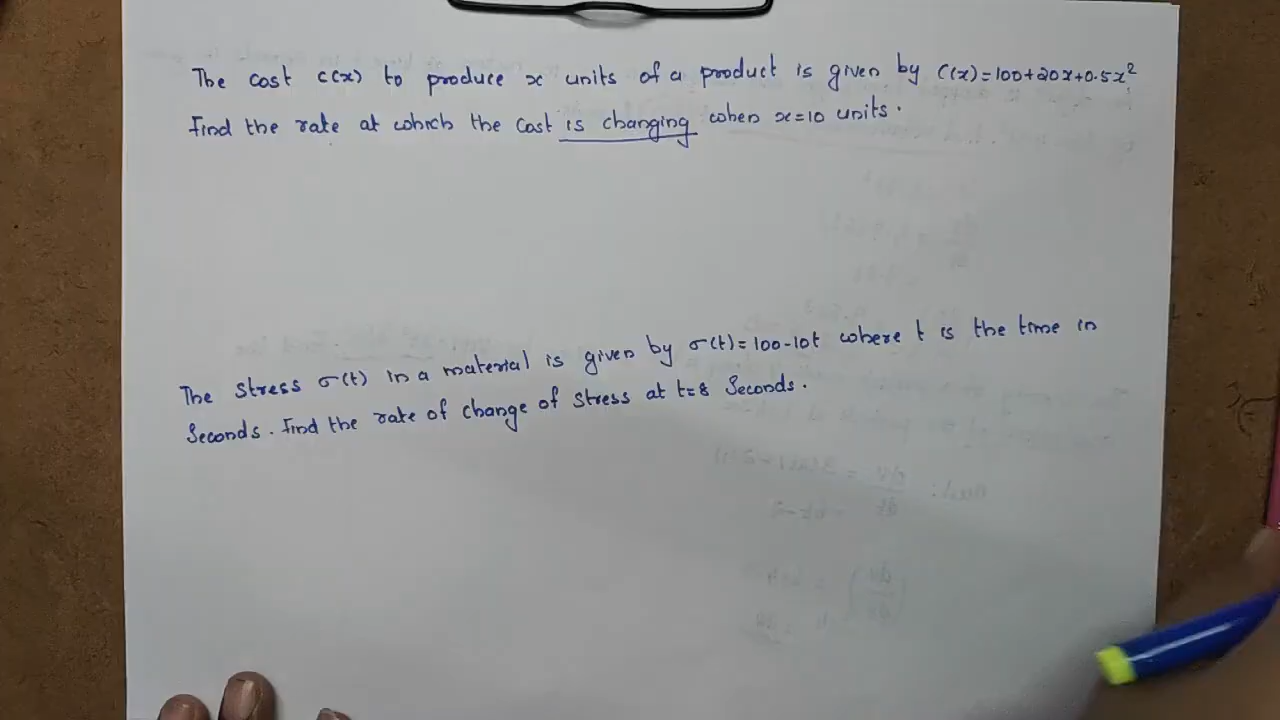 The cost c(x) to produce x units of a product is given by C(x)=100+20x+0.5x²
Find the rate at which the cost is changing when x=10 units.
The stress σ(t) in a material is given by σ(t)=100-10t where t is the time in
Seconds. Find the rate of change of stress at t=8 Seconds.